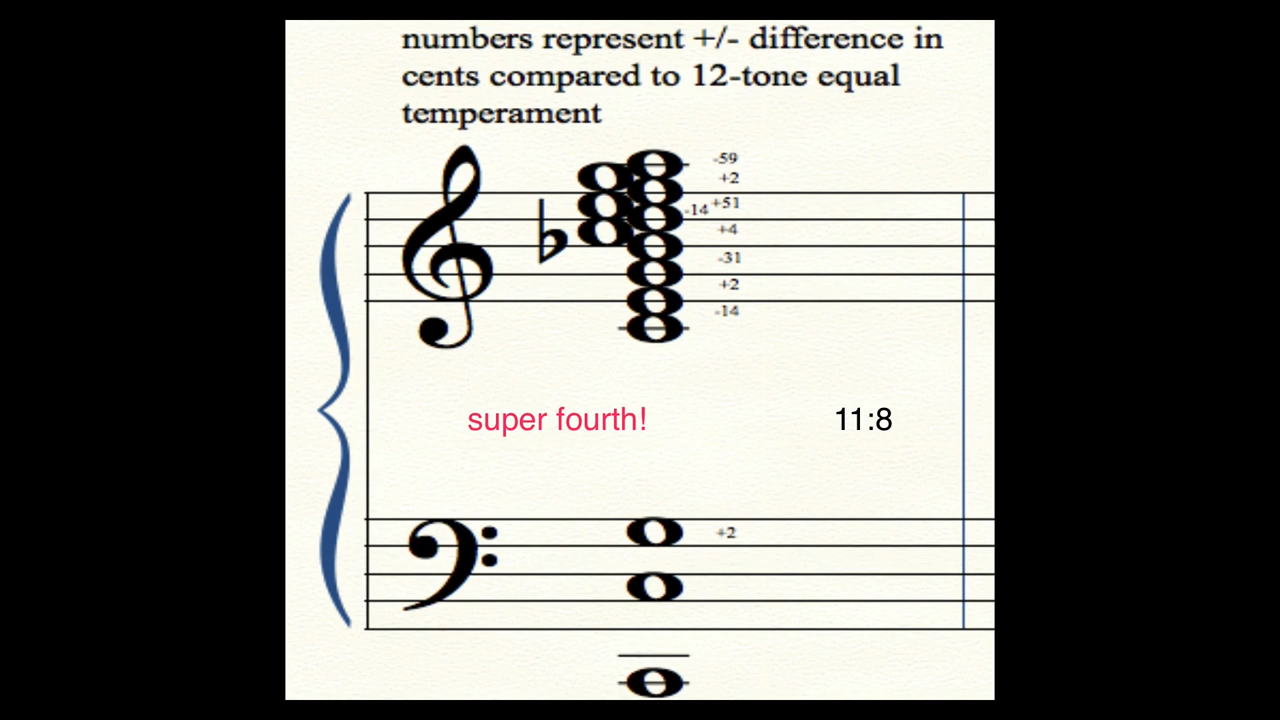 numbers represent +/- difference in
cents compared to 12-tone equal
temperament
-59
+2
-14 +51
+4
-31
+2
-14
super fourth! 11:8
+2